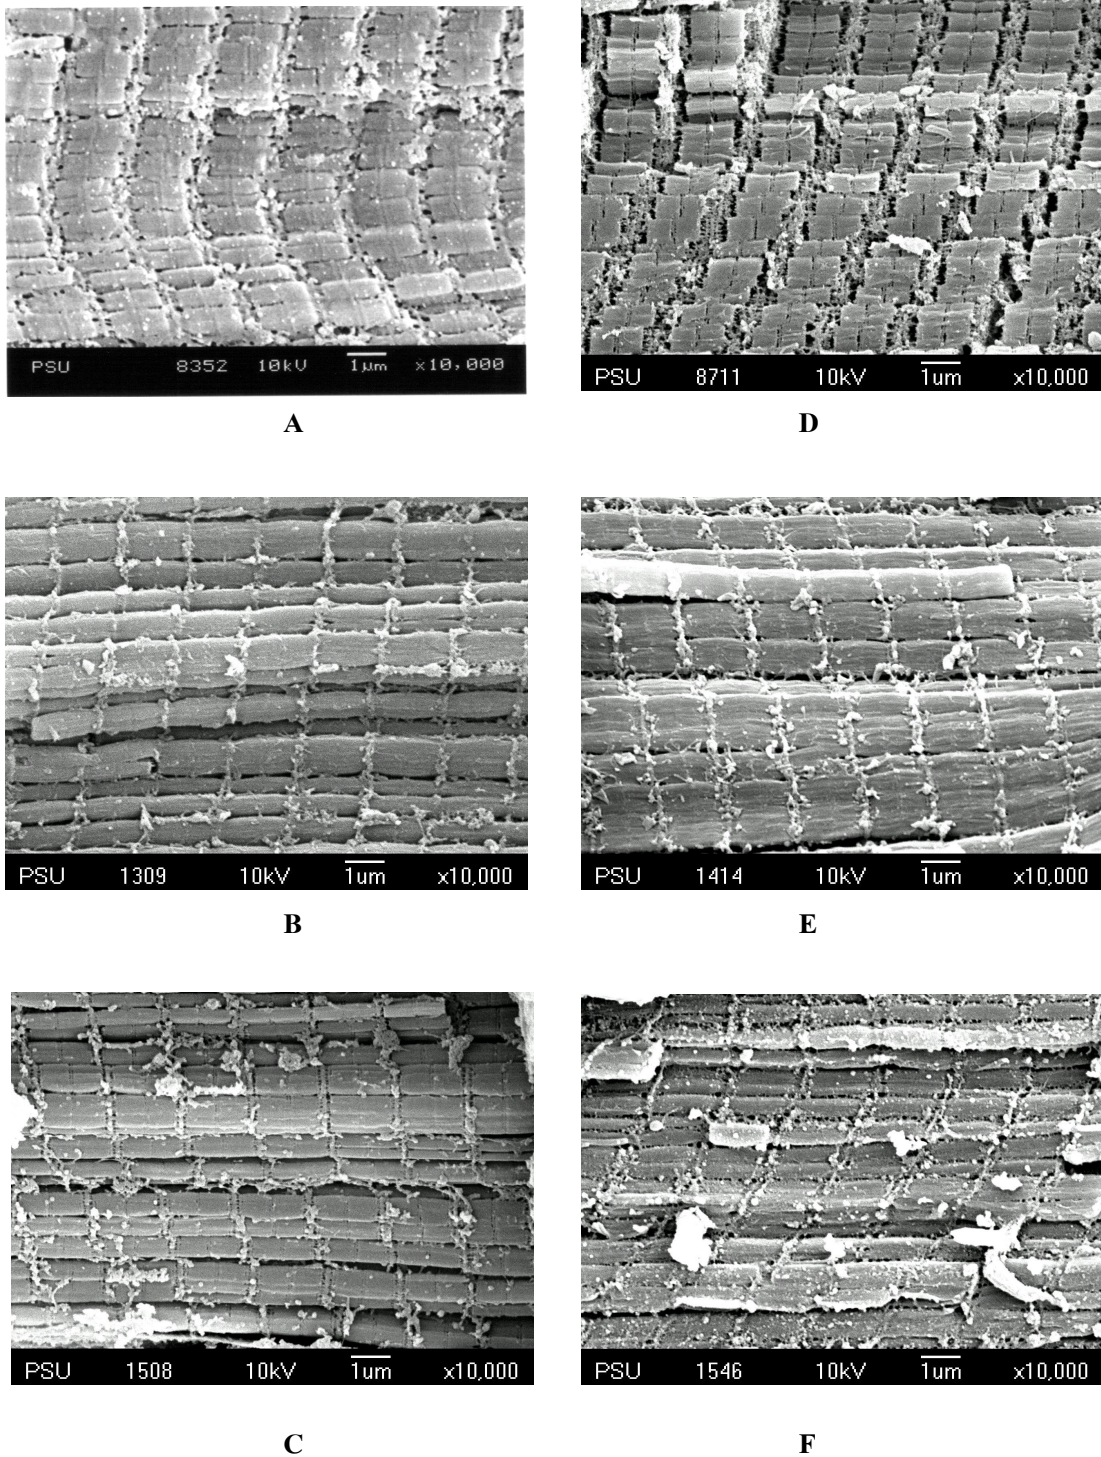 PSU 8352 10kV 1µm ×10,000
PSU 8711 10kV 1um x10,000
A
D
PSU 1309 10kV 1um x10,000
PSU 1414 10kV 1um x10,000
B
E
PSU 1508 10kV 1um x10,000
PSU 1546 10kV 1um x10,000
C
F